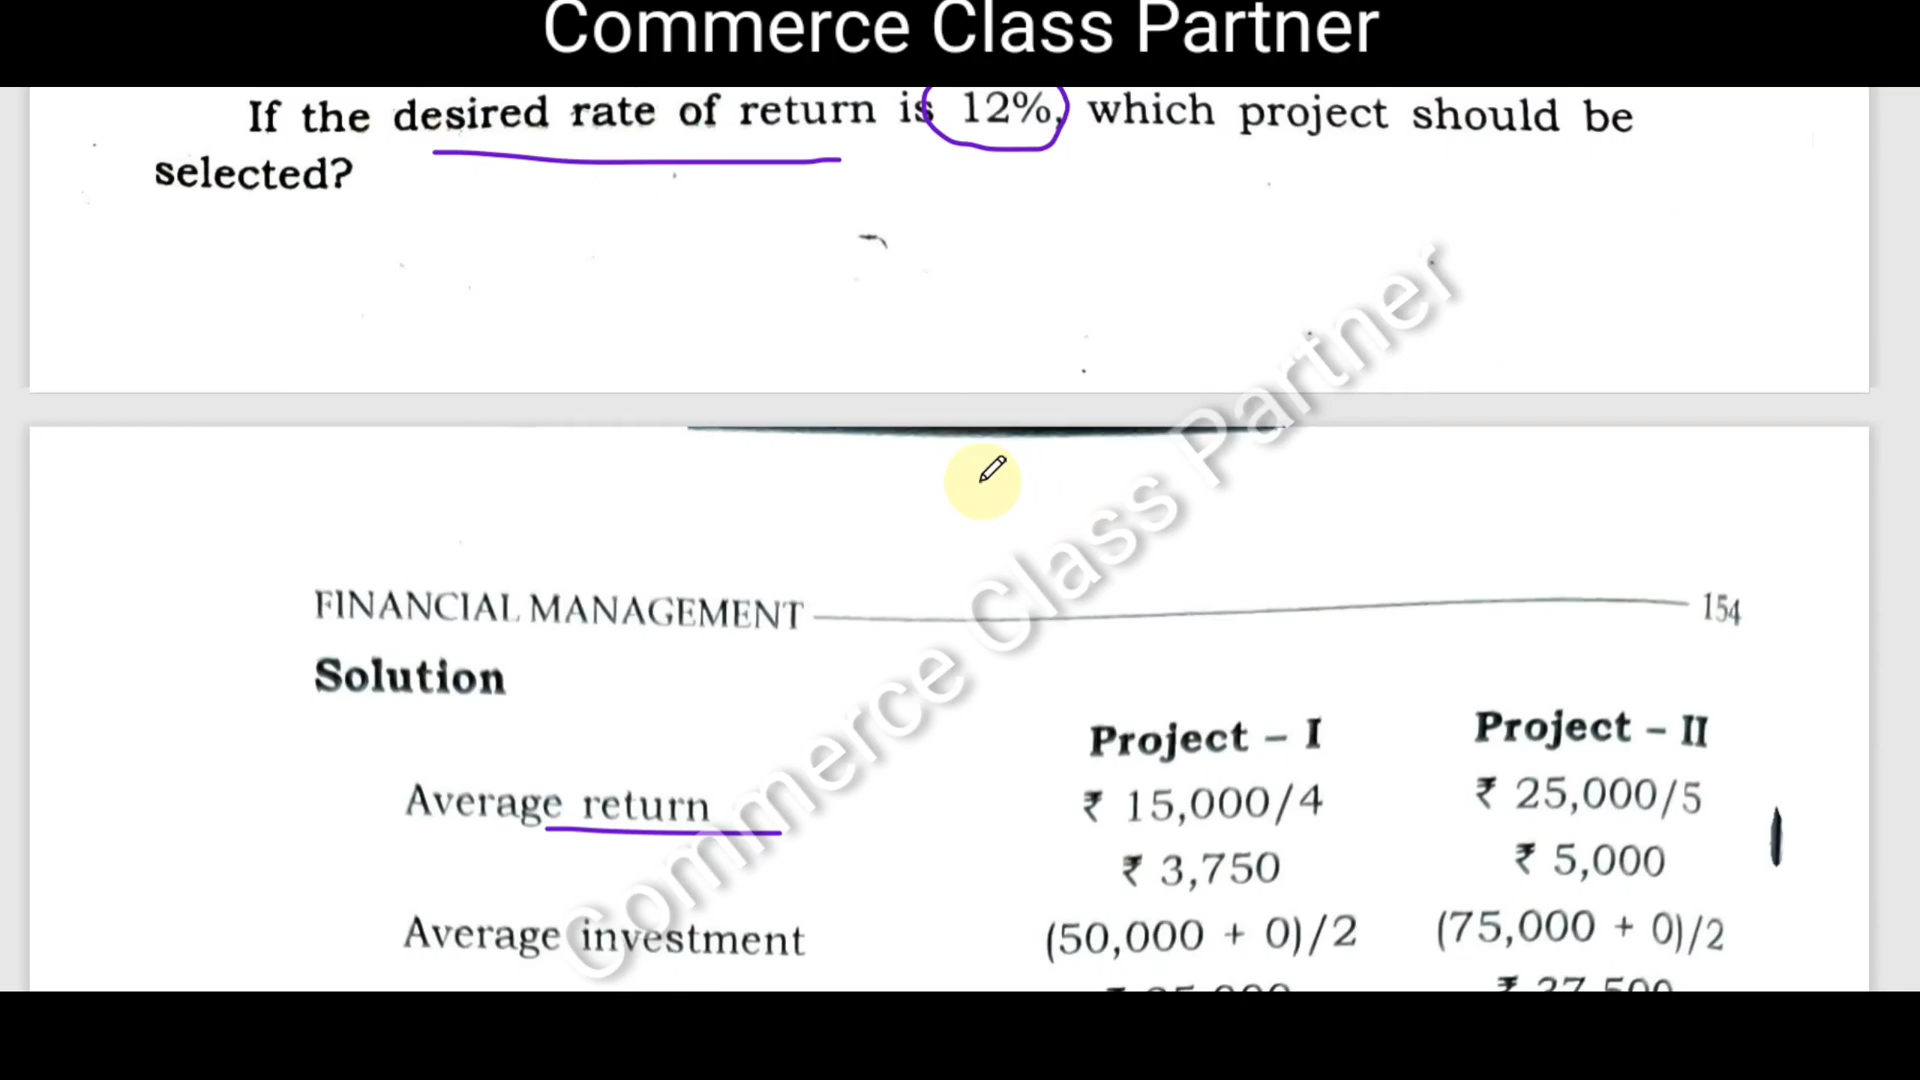 Commerce Class Partner
If the desired rate of return is 12%, which project should be
selected?
Commerce Class Partner
FINANCIAL MANAGEMENT 154
Solution
Project – I Project – II
Average return ₹ 15,000/4 ₹ 25,000/5
₹ 3,750 ₹ 5,000
Average investment (50,000 + 0)/2 (75,000 + 0)/2